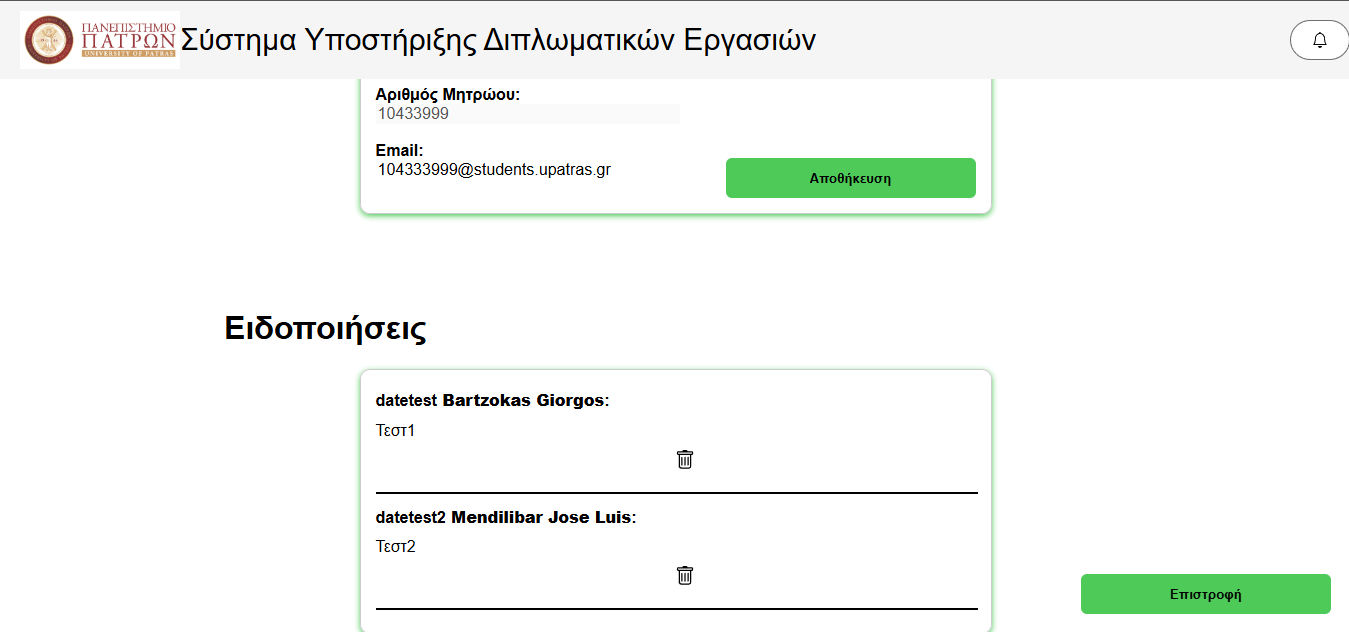 ΠΑΝΕΠΙΣΤΗΜΙΟ
ΠΑΤΡΩΝ
UNIVERSITY OF PATRAS
Σύστημα Υποστήριξης Διπλωματικών Εργασιών
Αριθμός Μητρώου:
10433999
Email:
104333999@students.upatras.gr
Αποθήκευση
Ειδοποιήσεις
datetest Bartzokas Giorgos:
Τεστ1
datetest2 Mendilibar Jose Luis:
Τεστ2
Επιστροφή